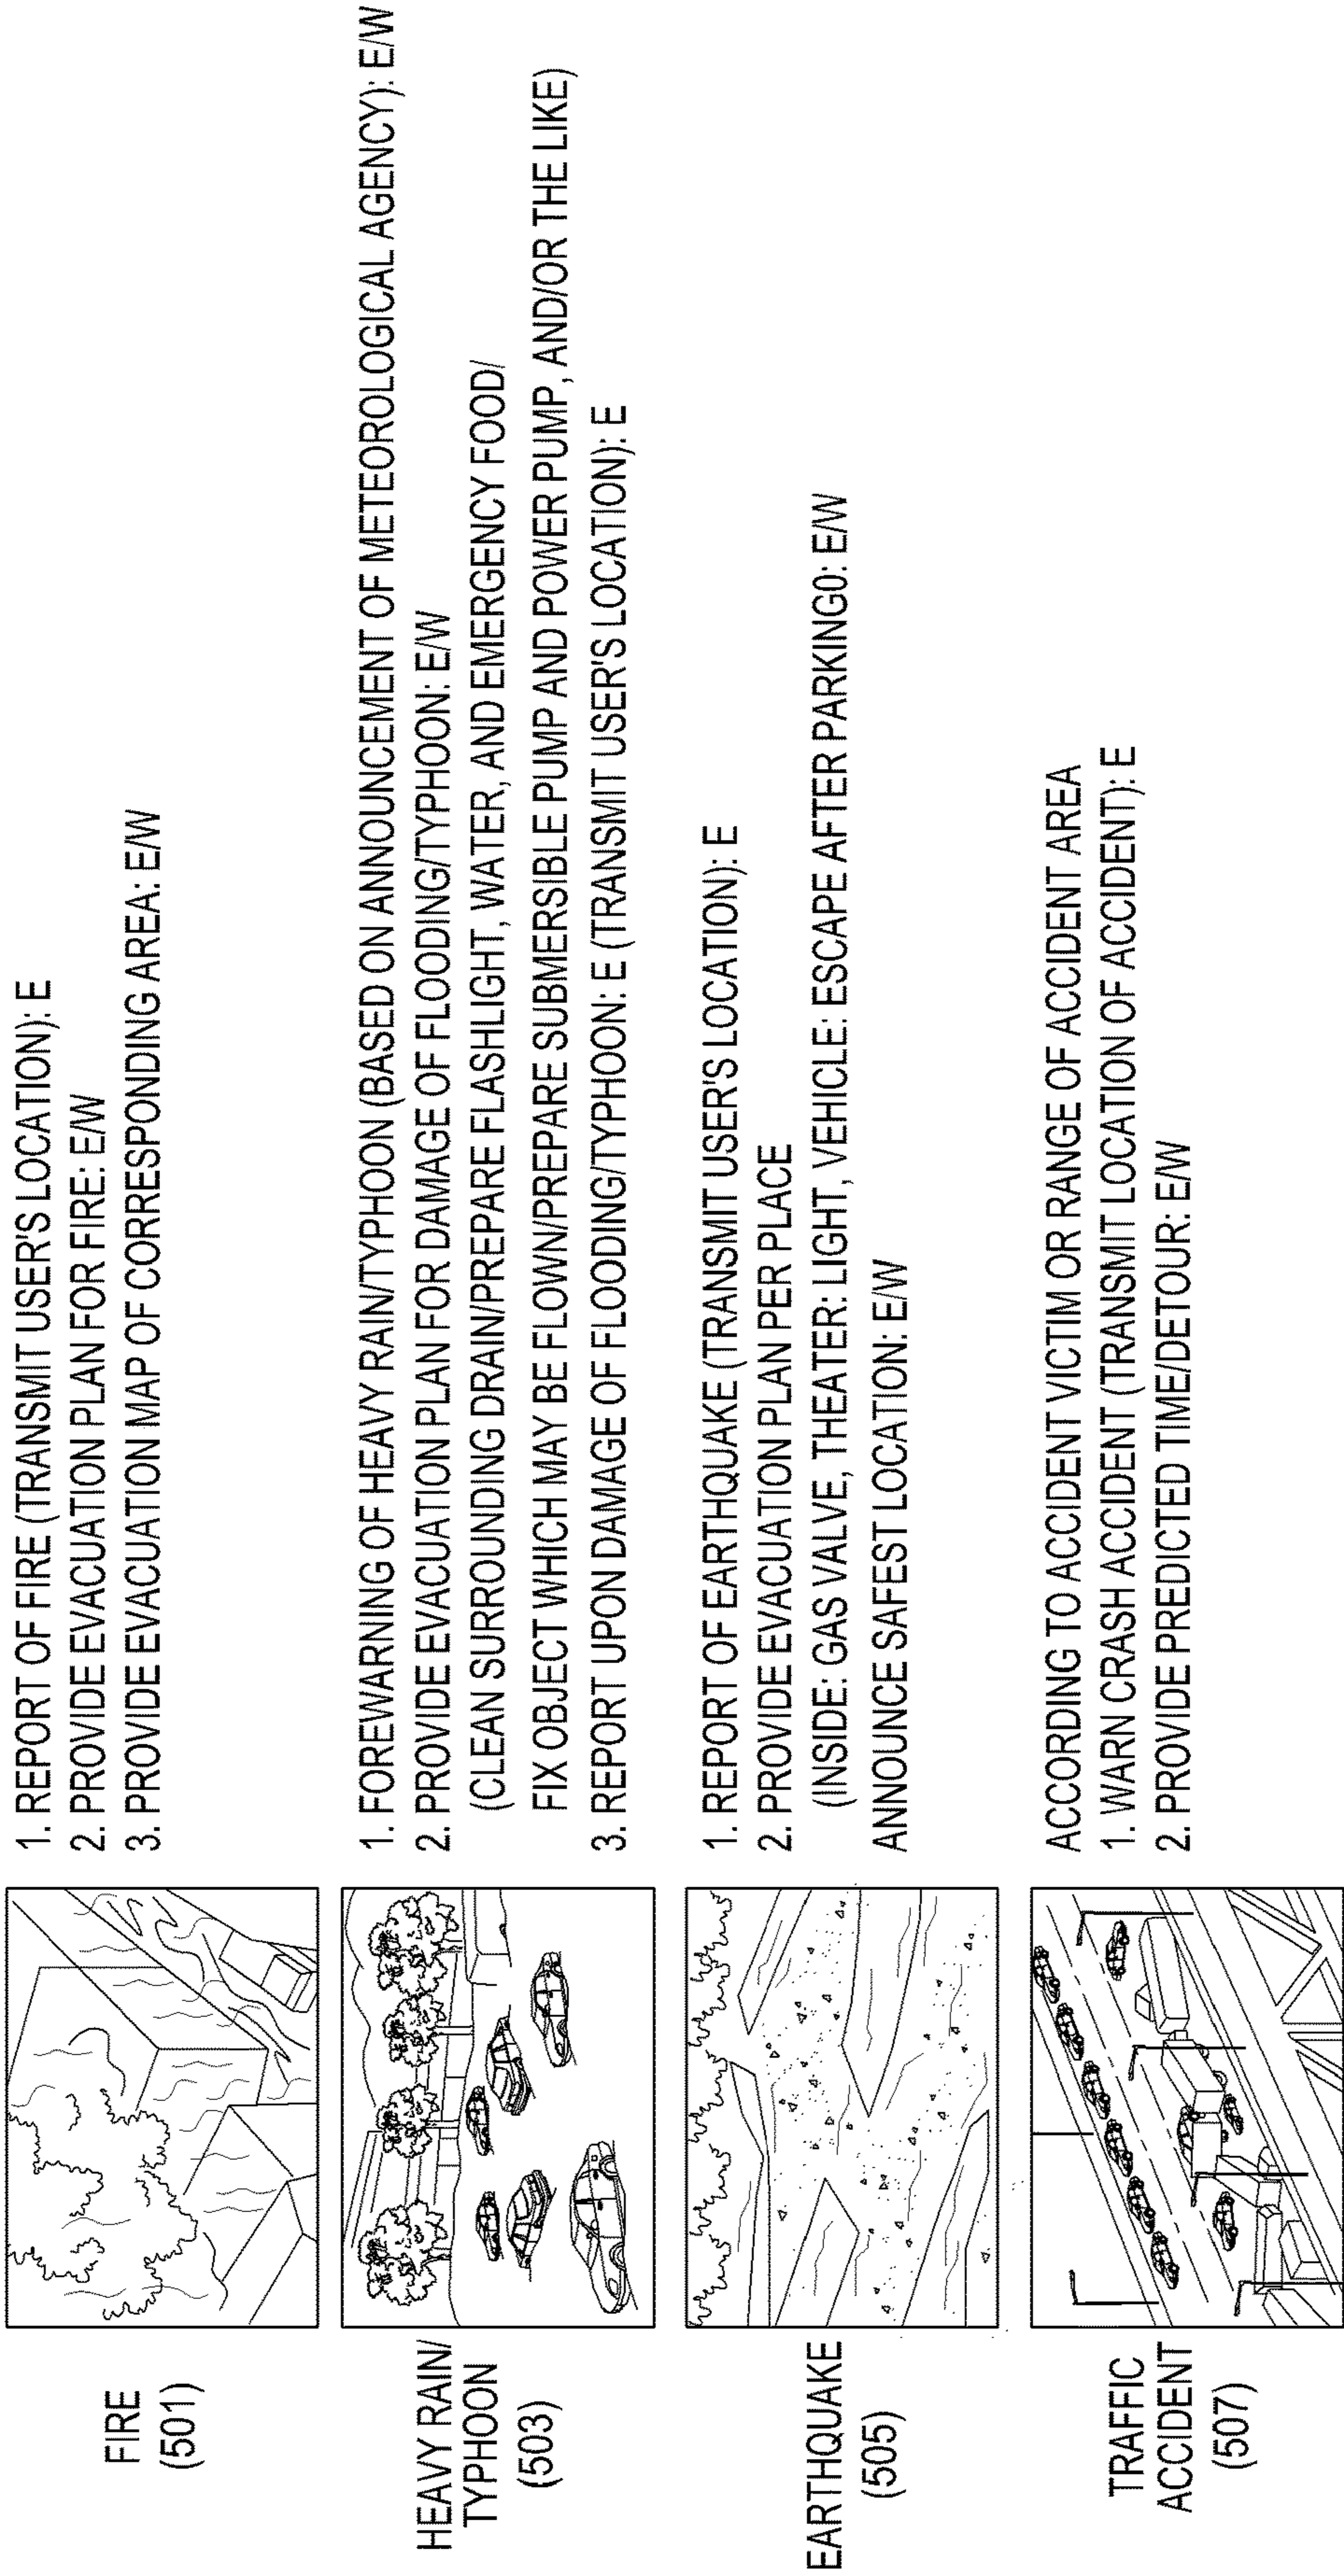 FIRE
(501)
1. REPORT OF FIRE (TRANSMIT USER'S LOCATION): E
2. PROVIDE EVACUATION PLAN FOR FIRE: E/W
3. PROVIDE EVACUATION MAP OF CORRESPONDING AREA: E/W
HEAVY RAIN/
TYPHOON
(503)
1. FOREWARNING OF HEAVY RAIN/TYPHOON (BASED ON ANNOUNCEMENT OF METEOROLOGICAL AGENCY): E/W
2. PROVIDE EVACUATION PLAN FOR DAMAGE OF FLOODING/TYPHOON: E/W
(CLEAN SURROUNDING DRAIN/PREPARE FLASHLIGHT, WATER, AND EMERGENCY FOOD/
FIX OBJECT WHICH MAY BE FLOWN/PREPARE SUBMERSIBLE PUMP AND POWER PUMP, AND/OR THE LIKE)
3. REPORT UPON DAMAGE OF FLOODING/TYPHOON: E (TRANSMIT USER'S LOCATION): E
EARTHQUAKE
(505)
1. REPORT OF EARTHQUAKE (TRANSMIT USER'S LOCATION): E
2. PROVIDE EVACUATION PLAN PER PLACE
(INSIDE: GAS VALVE, THEATER: LIGHT, VEHICLE: ESCAPE AFTER PARKING0: E/W
ANNOUNCE SAFEST LOCATION: E/W
TRAFFIC
ACCIDENT
(507)
ACCORDING TO ACCIDENT VICTIM OR RANGE OF ACCIDENT AREA
1. WARN CRASH ACCIDENT (TRANSMIT LOCATION OF ACCIDENT): E
2. PROVIDE PREDICTED TIME/DETOUR: E/W